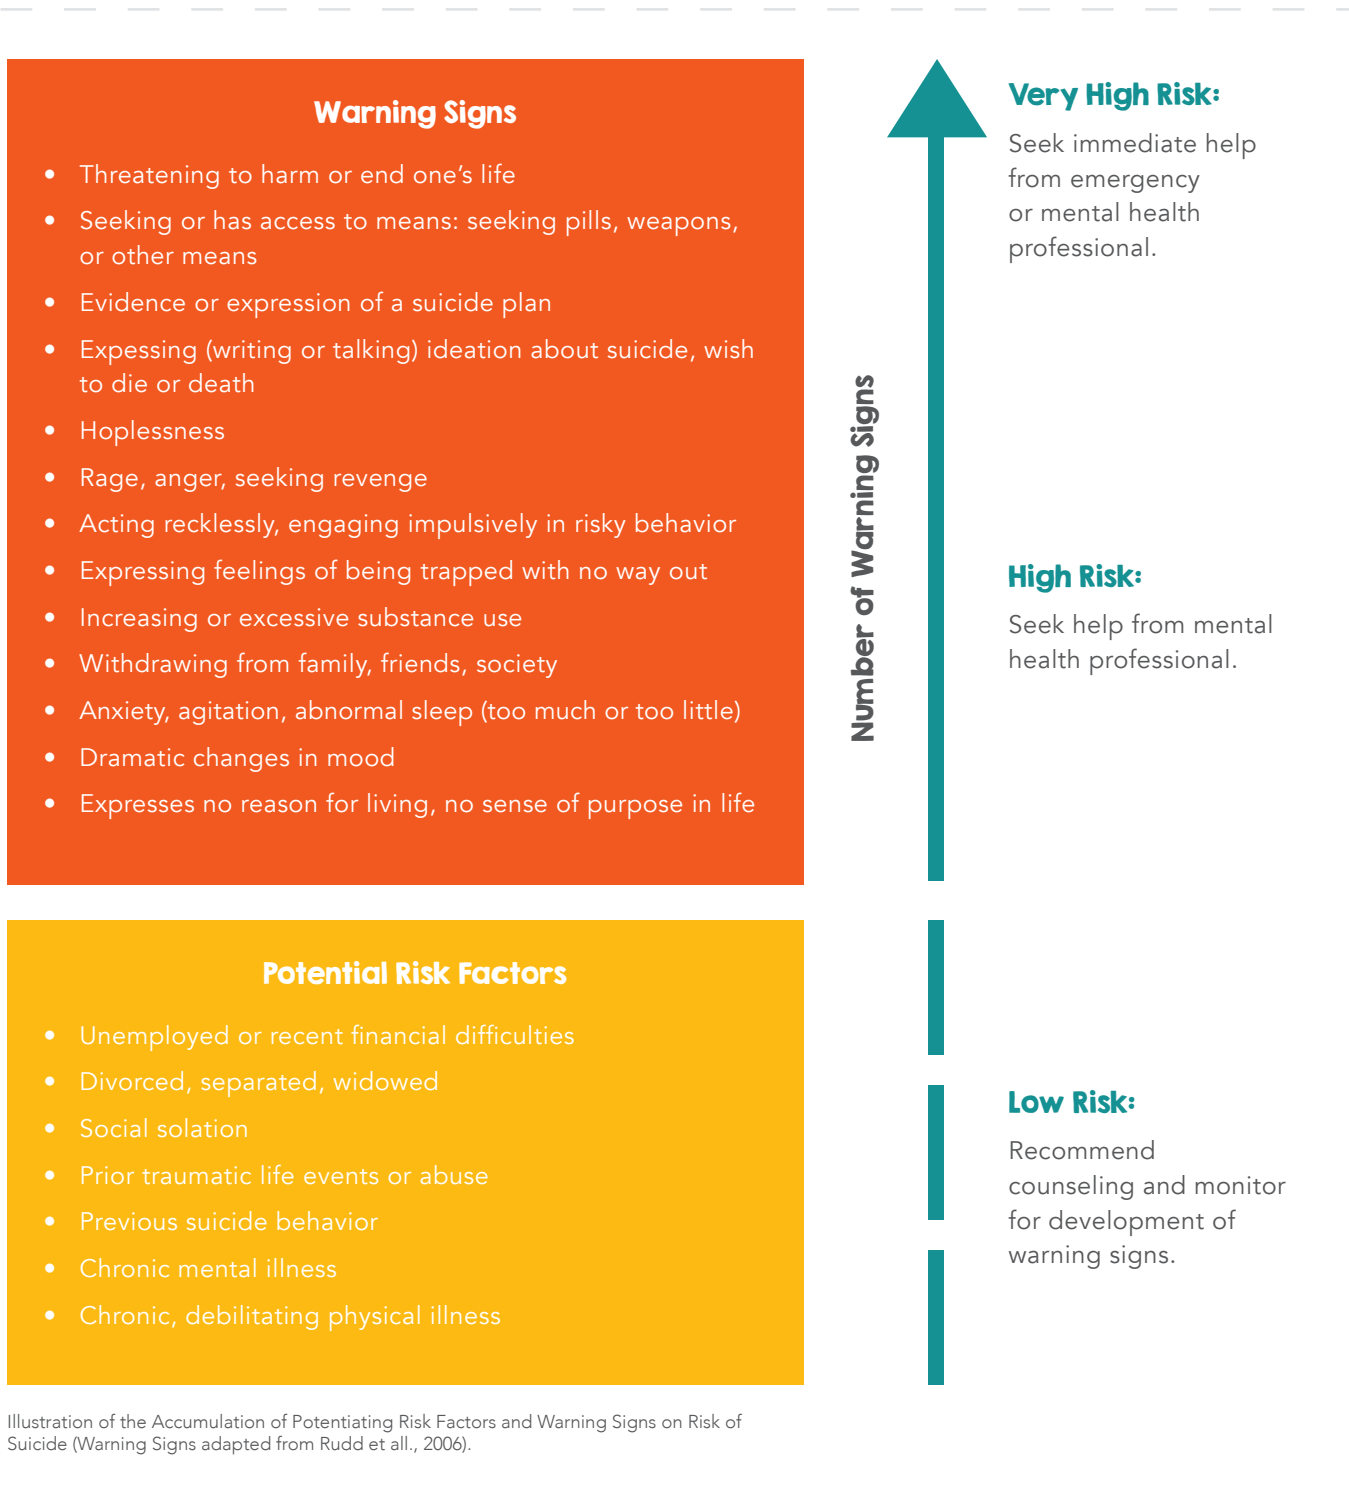 Warning Signs
• Threatening to harm or end one's life
• Seeking or has access to means: seeking pills, weapons,
or other means
• Evidence or expression of a suicide plan
• Expessing (writing or talking) ideation about suicide, wish
to die or death
• Hoplessness
• Rage, anger, seeking revenge
• Acting recklessly, engaging impulsively in risky behavior
• Expressing feelings of being trapped with no way out
• Increasing or excessive substance use
• Withdrawing from family, friends, society
• Anxiety, agitation, abnormal sleep (too much or too little)
• Dramatic changes in mood
• Expresses no reason for living, no sense of purpose in life
Potential Risk Factors
• Unemployed or recent financial difficulties
• Divorced, separated, widowed
• Social solation
• Prior traumatic life events or abuse
• Previous suicide behavior
• Chronic mental illness
• Chronic, debilitating physical illness
Number of Warning Signs
Very High Risk:
Seek immediate help
from emergency
or mental health
professional.
High Risk:
Seek help from mental
health professional.
Low Risk:
Recommend
counseling and monitor
for development of
warning signs.
Illustration of the Accumulation of Potentiating Risk Factors and Warning Signs on Risk of
Suicide (Warning Signs adapted from Rudd et all., 2006).